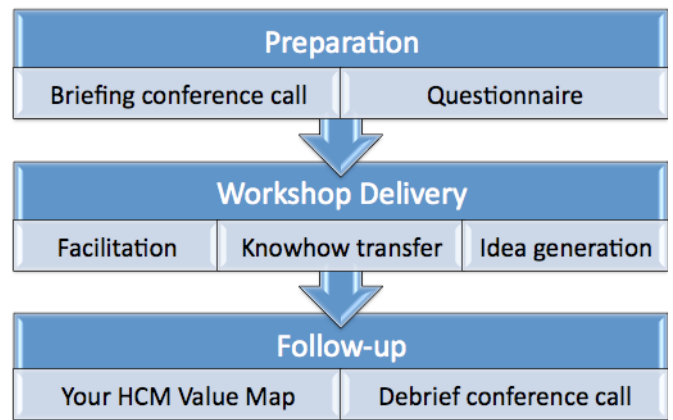 Preparation
Briefing conference call Questionnaire
Workshop Delivery
Facilitation Knowhow transfer Idea generation
Follow-up
Your HCM Value Map Debrief conference call